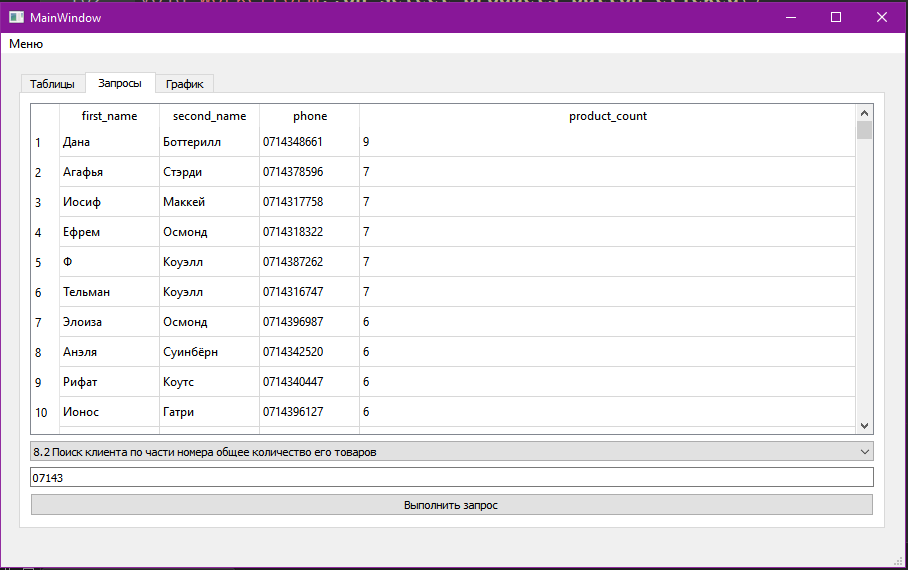 MainWindow
Меню
Таблицы Запросы График
first_name second_name phone product_count
1 Дана Боттерилл 0714348661 9
2 Агафья Стэрди 0714378596 7
3 Иосиф Маккей 0714317758 7
4 Ефрем Осмонд 0714318322 7
5 Ф Коуэлл 0714387262 7
6 Тельман Коуэлл 0714316747 7
7 Элоиза Осмонд 0714396987 6
8 Анэля Суинбёрн 0714342520 6
9 Рифат Коутс 0714340447 6
10 Ионос Гатри 0714396127 6
8.2 Поиск клиента по части номера общее количество его товаров
07143
Выполнить запрос